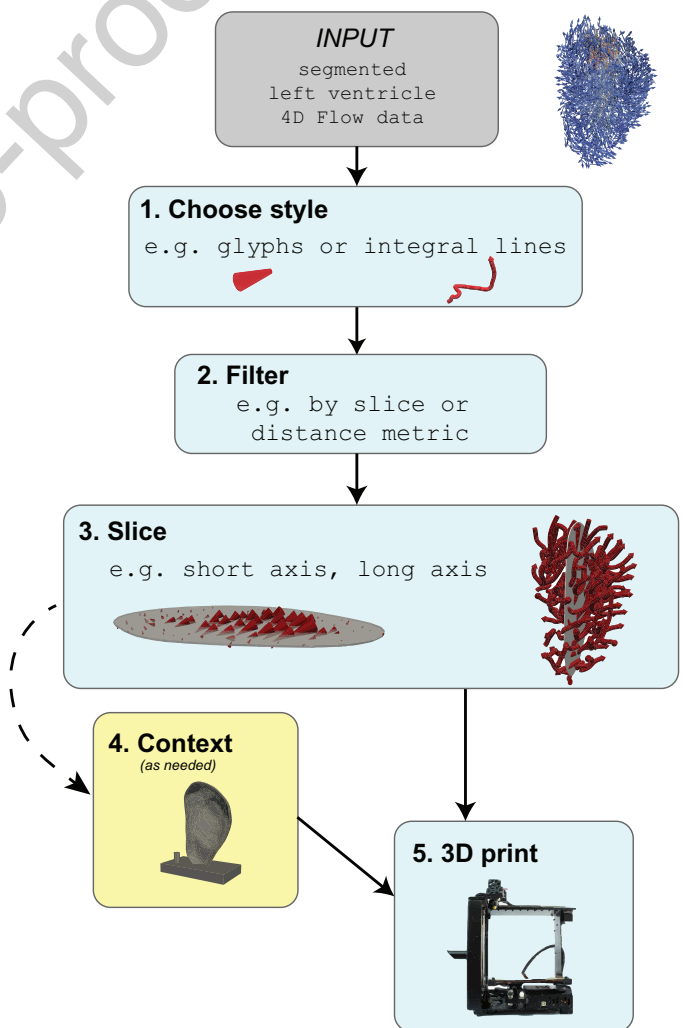 INPUT
segmented
left ventricle
4D Flow data
1. Choose style
e.g. glyphs or integral lines
2. Filter
e.g. by slice or
distance metric
3. Slice
e.g. short axis, long axis
4. Context
(as needed)
5. 3D print